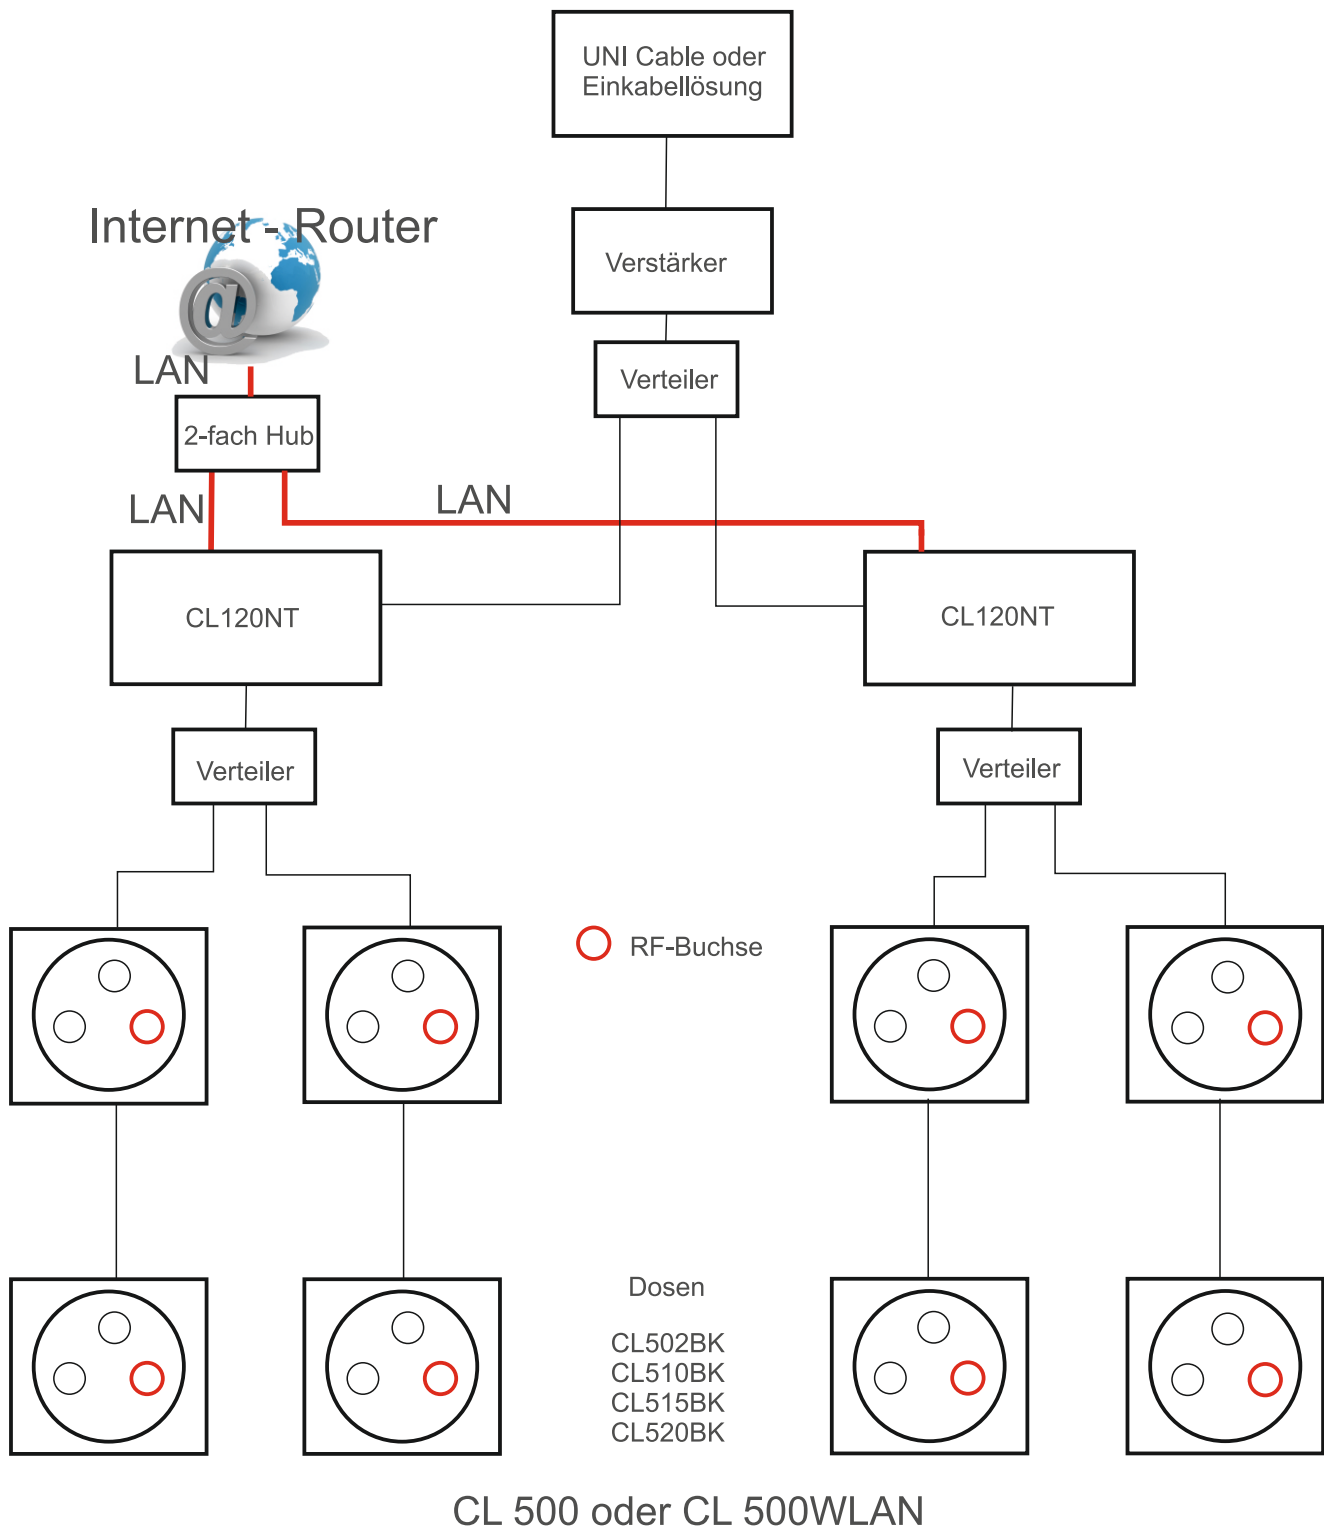 UNI Cable oder
Einkabellösung
Internet - Router
@
Verstärker
LAN
Verteiler
2-fach Hub
LAN
LAN
CL120NT
CL120NT
Verteiler
Verteiler
RF-Buchse
Dosen
CL502BK
CL510BK
CL515BK
CL520BK
CL 500 oder CL 500WLAN